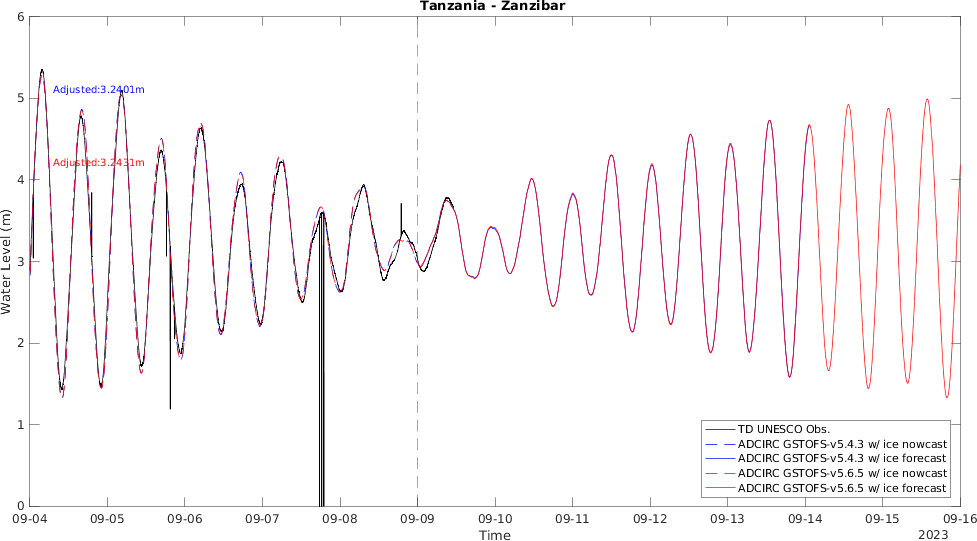 Tanzania - Zanzibar
6
5
4
3
2
1
0
Water Level (m)
Adjusted:3.2401m
Adjusted:3.2431m
TD UNESCO Obs.
ADCIRC GSTOFS-v5.4.3 w/ ice nowcast
ADCIRC GSTOFS-v5.4.3 w/ ice forecast
ADCIRC GSTOFS-v5.6.5 w/ ice nowcast
ADCIRC GSTOFS-v5.6.5 w/ ice forecast
09-04 09-05 09-06 09-07 09-08 09-09 09-10 09-11 09-12 09-13 09-14 09-15 09-16
Time
2023